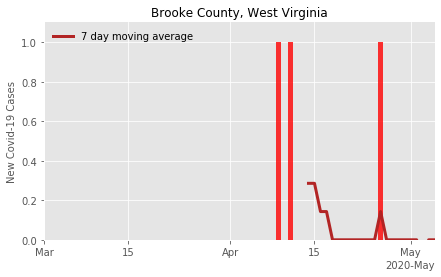 Brooke County, West Virginia
7 day moving average
New Covid-19 Cases
1.0
0.8
0.6
0.4
0.2
0.0
Mar
15
Apr
15
May
2020-May